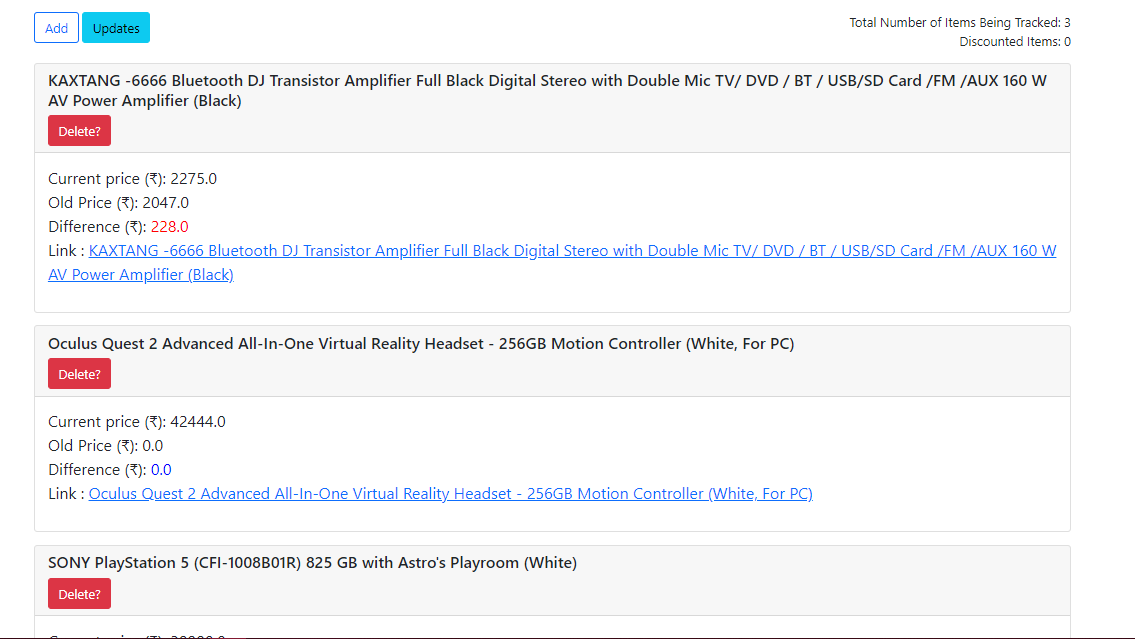 Add Updates
Total Number of Items Being Tracked: 3
Discounted Items: 0
KAXTANG -6666 Bluetooth DJ Transistor Amplifier Full Black Digital Stereo with Double Mic TV/ DVD / BT / USB/SD Card /FM /AUX 160 W
AV Power Amplifier (Black)
Delete?
Current price (₹): 2275.0
Old Price (₹): 2047.0
Difference (₹): 228.0
Link : KAXTANG -6666 Bluetooth DJ Transistor Amplifier Full Black Digital Stereo with Double Mic TV/ DVD / BT / USB/SD Card /FM /AUX 160 W
AV Power Amplifier (Black)
Oculus Quest 2 Advanced All-In-One Virtual Reality Headset - 256GB Motion Controller (White, For PC)
Delete?
Current price (₹): 42444.0
Old Price (₹): 0.0
Difference (₹): 0.0
Link : Oculus Quest 2 Advanced All-In-One Virtual Reality Headset - 256GB Motion Controller (White, For PC)
SONY PlayStation 5 (CFI-1008B01R) 825 GB with Astro's Playroom (White)
Delete?